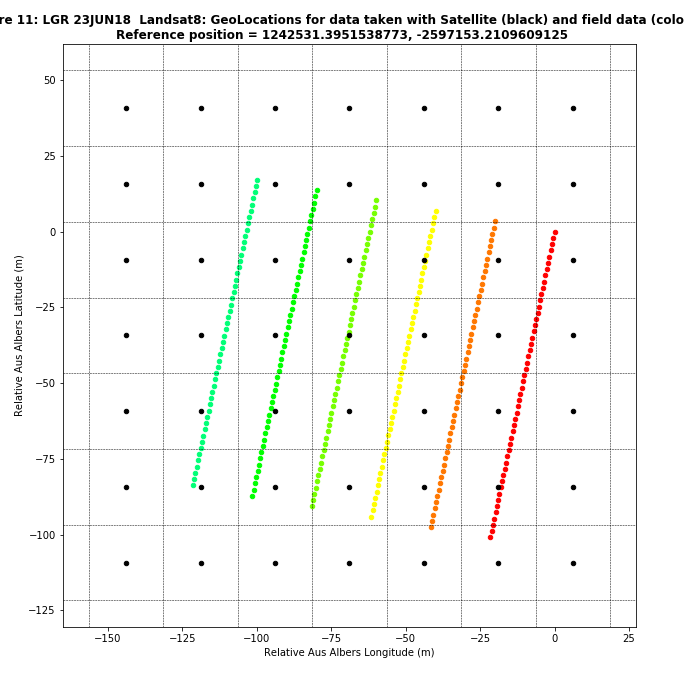 re 11: LGR 23JUN18  Landsat8: GeoLocations for data taken with Satellite (black) and field data (colo
Reference position = 1242531.3951538773, -2597153.2109609125
50
25
0
−25
−50
−75
−100
−125
Relative Aus Albers Latitude (m)
−150 −125 −100 −75 −50 −25 0 25
Relative Aus Albers Longitude (m)